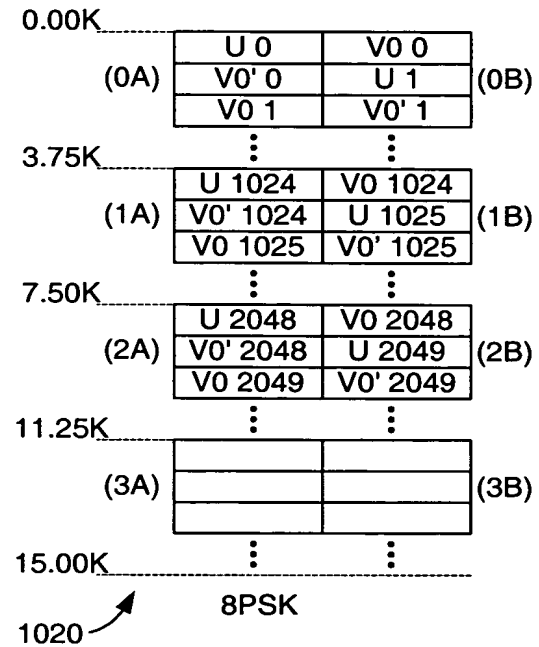 0.00K
U 0 V0 0
(0A) V0' 0 U 1 (0B)
V0 1 V0' 1
3.75K
U 1024 V0 1024
(1A) V0' 1024 U 1025 (1B)
V0 1025 V0' 1025
7.50K
U 2048 V0 2048
(2A) V0' 2048 U 2049 (2B)
V0 2049 V0' 2049
11.25K
(3A) (3B)
15.00K
8PSK
1020